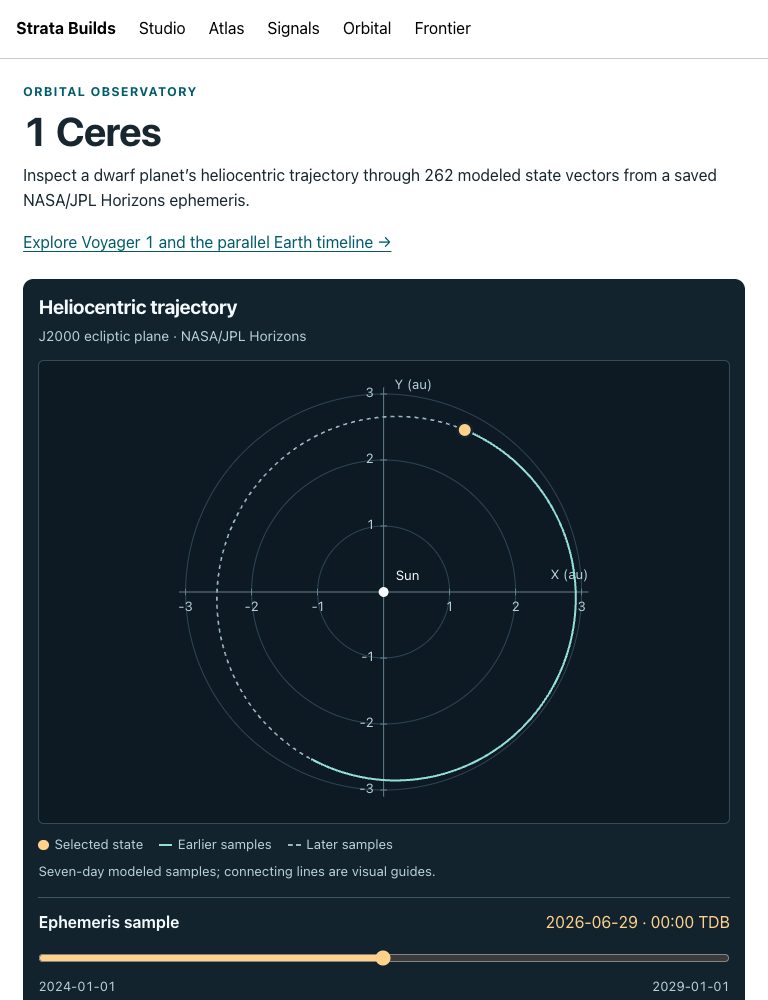 Strata Builds Studio Atlas Signals Orbital Frontier
ORBITAL OBSERVATORY
1 Ceres
Inspect a dwarf planet’s heliocentric trajectory through 262 modeled state vectors from a saved
NASA/JPL Horizons ephemeris.
Explore Voyager 1 and the parallel Earth timeline →
Heliocentric trajectory
J2000 ecliptic plane · NASA/JPL Horizons
Y (au)
3
2
1
Sun
X (au)
-3 -2 -1 1 2 3
-1
-2
-3
Selected state Earlier samples Later samples
Seven-day modeled samples; connecting lines are visual guides.
Ephemeris sample 2026-06-29 · 00:00 TDB
2024-01-01 2029-01-01